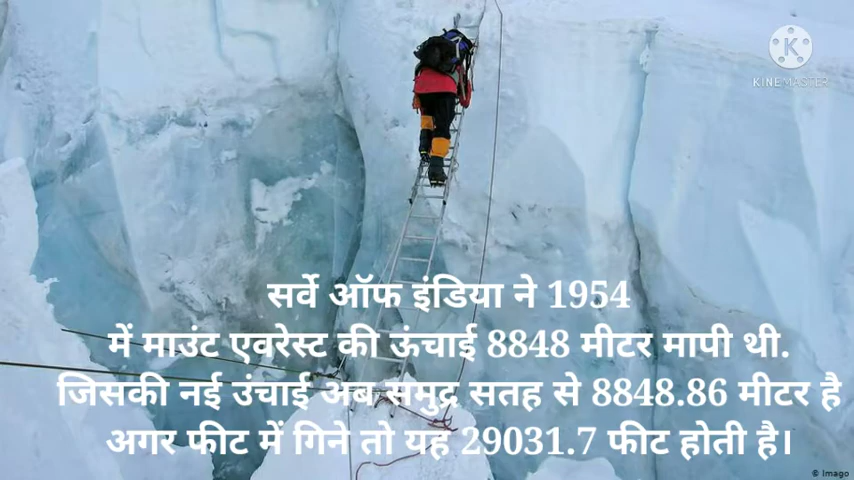 K
KINEMASTER
सर्वे ऑफ इंडिया ने 1954
में माउंट एवरेस्ट की ऊंचाई 8848 मीटर मापी थी.
जिसकी नई उंचाई अब समुद्र सतह से 8848.86 मीटर है
अगर फीट में गिने तो यह 29031.7 फीट होती है।
© Imago